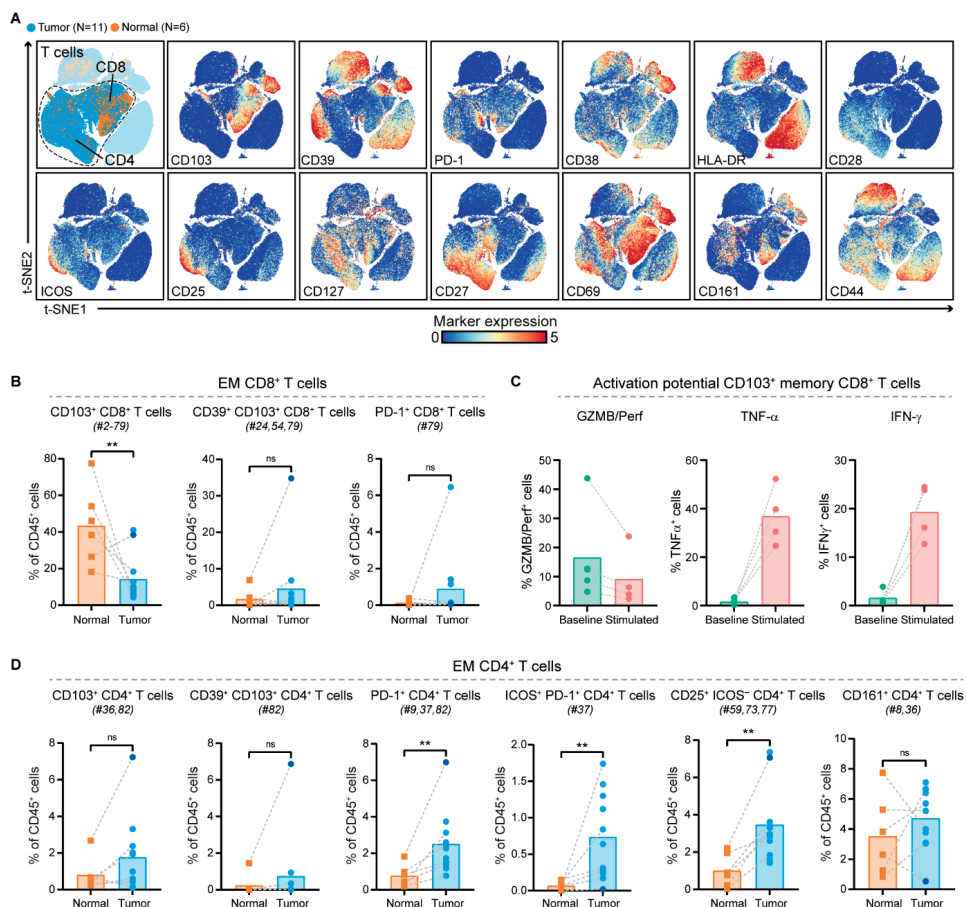 A
Tumor (N=11) Normal (N=6)
T cells
CD8
CD4
CD103
CD39
PD-1
CD38
HLA-DR
CD28
ICOS
CD25
CD127
CD27
CD69
CD161
CD44
t-SNE2
t-SNE1
Marker expression
0 5
B
EM CD8⁺ T cells
CD103⁺ CD8⁺ T cells
(#2-79)
**
% of CD45⁺ cells
80
60
40
20
0
Normal Tumor
CD39⁺ CD103⁺ CD8⁺ T cells
(#24,54,79)
ns
% of CD45⁺ cells
40
30
20
10
0
Normal Tumor
PD-1⁺ CD8⁺ T cells
(#79)
ns
% of CD45⁺ cells
8
6
4
2
0
Normal Tumor
C
Activation potential CD103⁺ memory CD8⁺ T cells
GZMB/Perf
% GZMB/Perf⁺ cells
50
40
30
20
10
0
Baseline Stimulated
TNF-α
% TNFα⁺ cells
60
40
20
0
Baseline Stimulated
IFN-γ
% IFNγ⁺ cells
30
20
10
0
Baseline Stimulated
D
EM CD4⁺ T cells
CD103⁺ CD4⁺ T cells
(#36,82)
ns
% of CD45⁺ cells
8
6
4
2
0
Normal Tumor
CD39⁺ CD103⁺ CD4⁺ T cells
(#82)
ns
% of CD45⁺ cells
8
6
4
2
0
Normal Tumor
PD-1⁺ CD4⁺ T cells
(#9,37,82)
**
% of CD45⁺ cells
8
6
4
2
0
Normal Tumor
ICOS⁺ PD-1⁺ CD4⁺ T cells
(#37)
**
% of CD45⁺ cells
2.0
1.5
1.0
0.5
0.0
Normal Tumor
CD25⁺ ICOS⁻ CD4⁺ T cells
(#59,73,77)
**
% of CD45⁺ cells
8
6
4
2
0
Normal Tumor
CD161⁺ CD4⁺ T cells
(#8,36)
ns
% of CD45⁺ cells
10
8
6
4
2
0
Normal Tumor